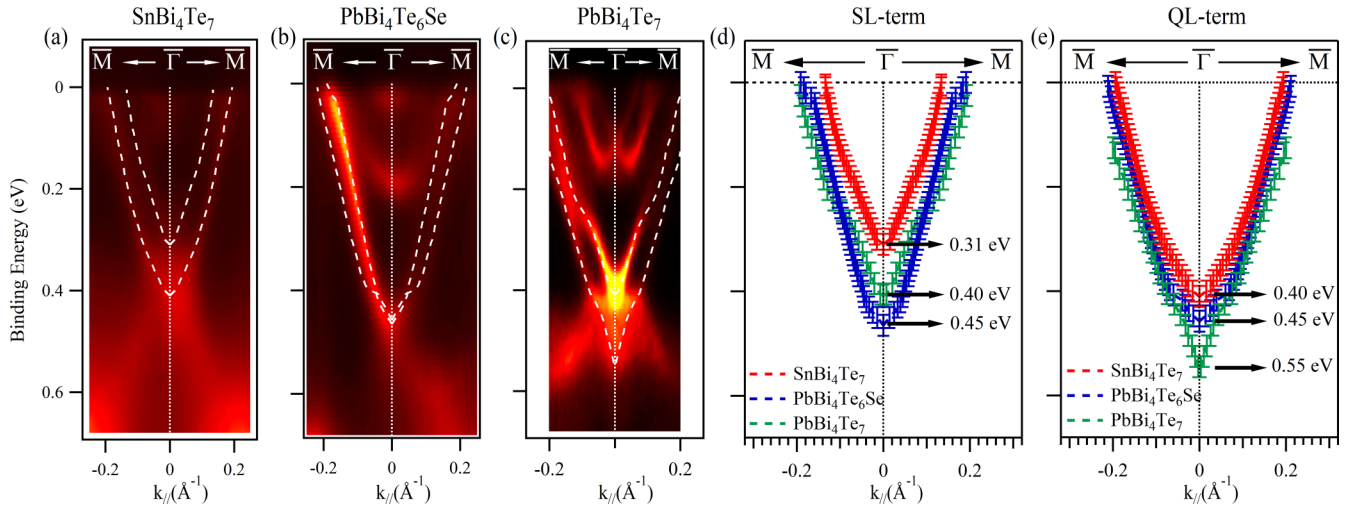 SnBi₄Te₇
PbBi₄Te₆Se
PbBi₄Te₇
SL-term
QL-term
(a)
(b)
(c)
(d)
(e)
M̅ Γ̅ M̅
M̅ Γ̅ M̅
M̅ Γ̅ M̅
M̅ Γ̅ M̅
M̅ Γ̅ M̅
Binding Energy (eV)
0
0.2
0.4
0.6
0.31 eV
0.40 eV
0.45 eV
0.40 eV
0.45 eV
0.55 eV
SnBi₄Te₇
PbBi₄Te₆Se
PbBi₄Te₇
SnBi₄Te₇
PbBi₄Te₆Se
PbBi₄Te₇
-0.2 0 0.2
-0.2 0 0.2
-0.2 0 0.2
-0.2 0 0.2
-0.2 0 0.2
k//(Å⁻¹)
k//(Å⁻¹)
k//(Å⁻¹)
k//(Å⁻¹)
k//(Å⁻¹)